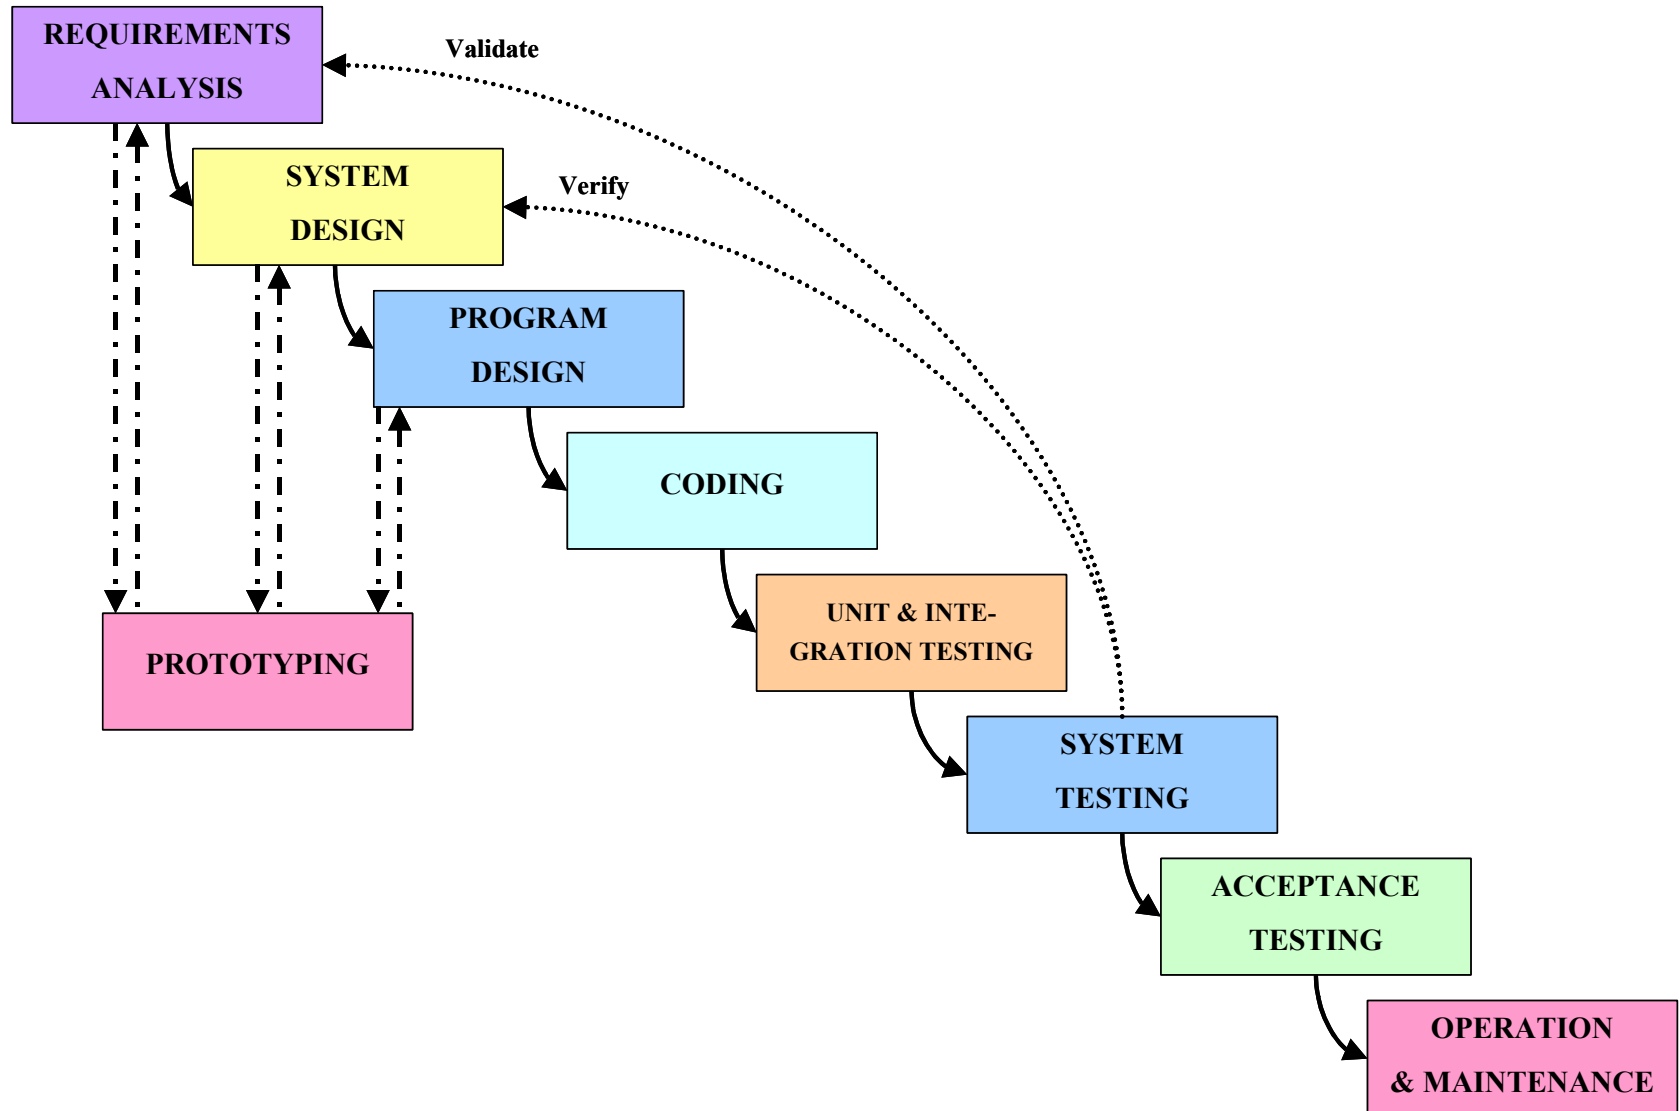 REQUIREMENTS
ANALYSIS
Validate
SYSTEM
DESIGN
Verify
PROGRAM
DESIGN
CODING
UNIT & INTE-
GRATION TESTING
PROTOTYPING
SYSTEM
TESTING
ACCEPTANCE
TESTING
OPERATION
& MAINTENANCE